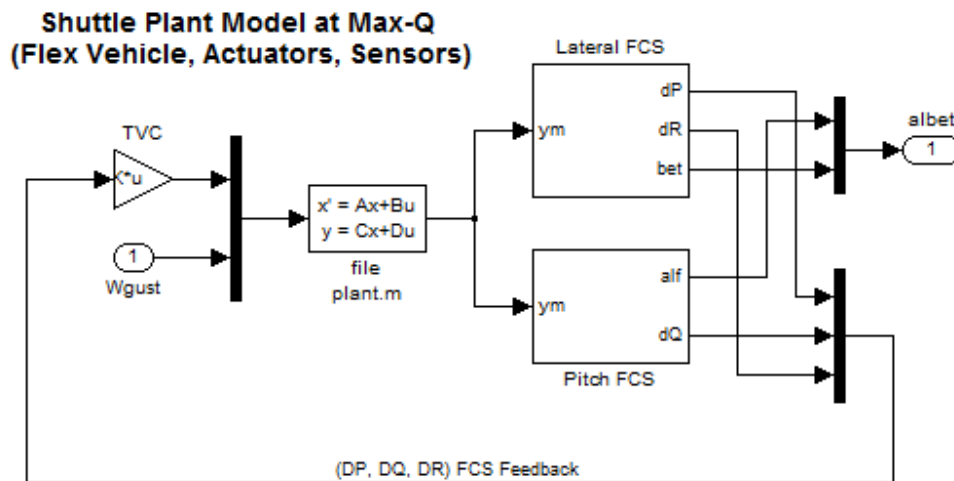 Shuttle Plant Model at Max-Q
(Flex Vehicle, Actuators, Sensors)
Lateral FCS
TVC
dP
albet
ym
dR
1
K*u
bet
x' = Ax+Bu
y = Cx+Du
1
file
Wgust
plant.m
alf
ym
dQ
Pitch FCS
(DP, DQ, DR) FCS Feedback